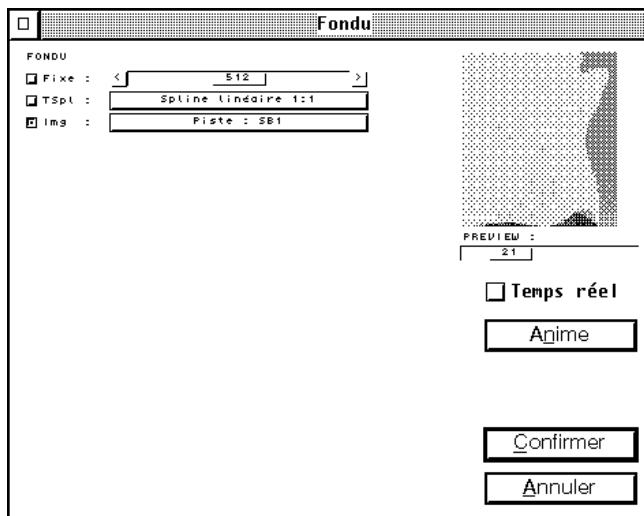 Fondu
FONDU
Fixe : < 512 >
TSpl : Spline linéaire 1:1
Img : Piste : SB1
PREVIEW :
21
Temps réel
Anime
Confirmer
Annuler